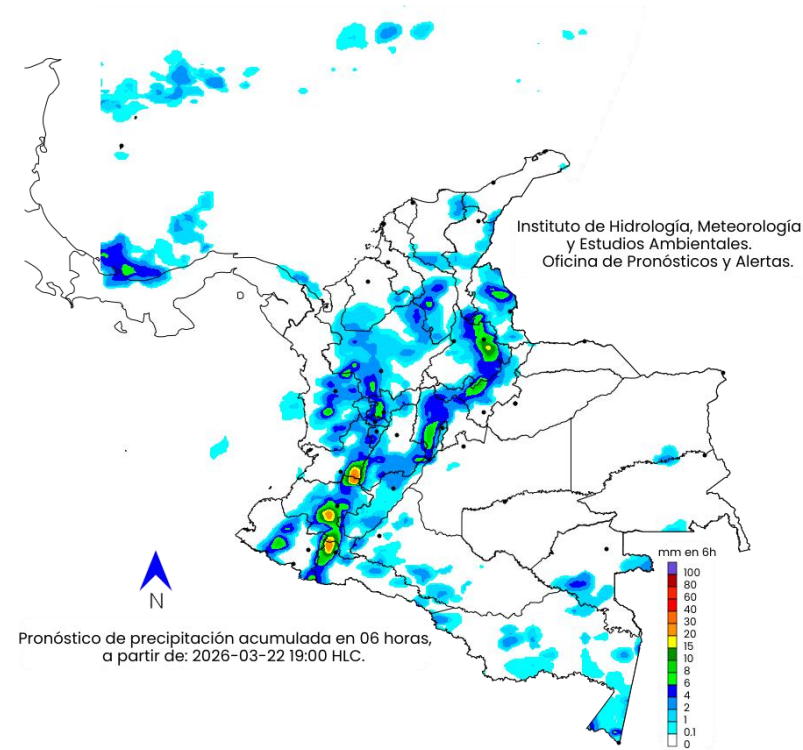 Instituto de Hidrología, Meteorología
y Estudios Ambientales.
Oficina de Pronósticos y Alertas.
mm en 6h
100
80
60
40
30
20
15
10
8
6
4
2
1
0.1
0
N
Pronóstico de precipitación acumulada en 06 horas,
a partir de: 2026-03-22 19:00 HLC.